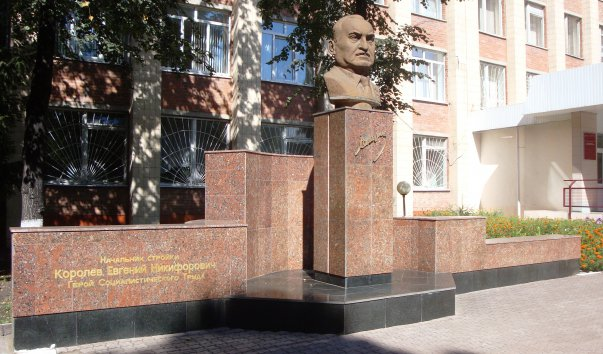 Начальник стройки
Королев Евгений Никифорович
Герой Социалистического Труда